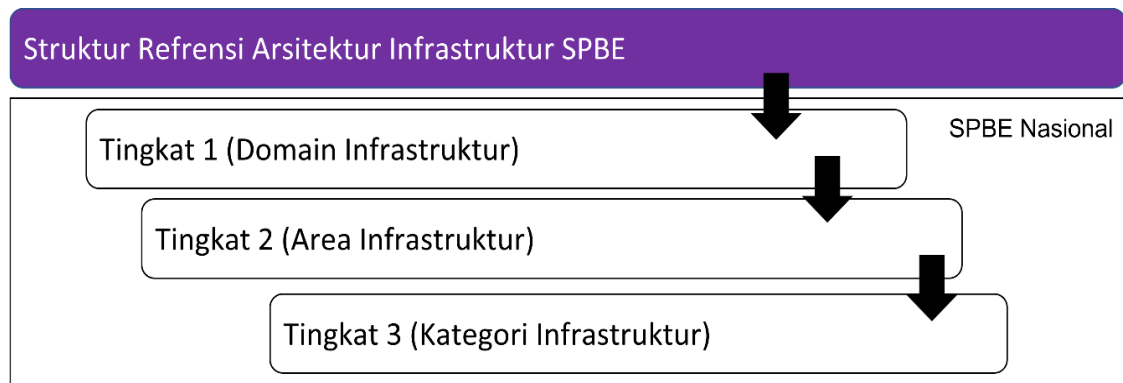 Struktur Refrensi Arsitektur Infrastruktur SPBE
SPBE Nasional
Tingkat 1 (Domain Infrastruktur)
Tingkat 2 (Area Infrastruktur)
Tingkat 3 (Kategori Infrastruktur)